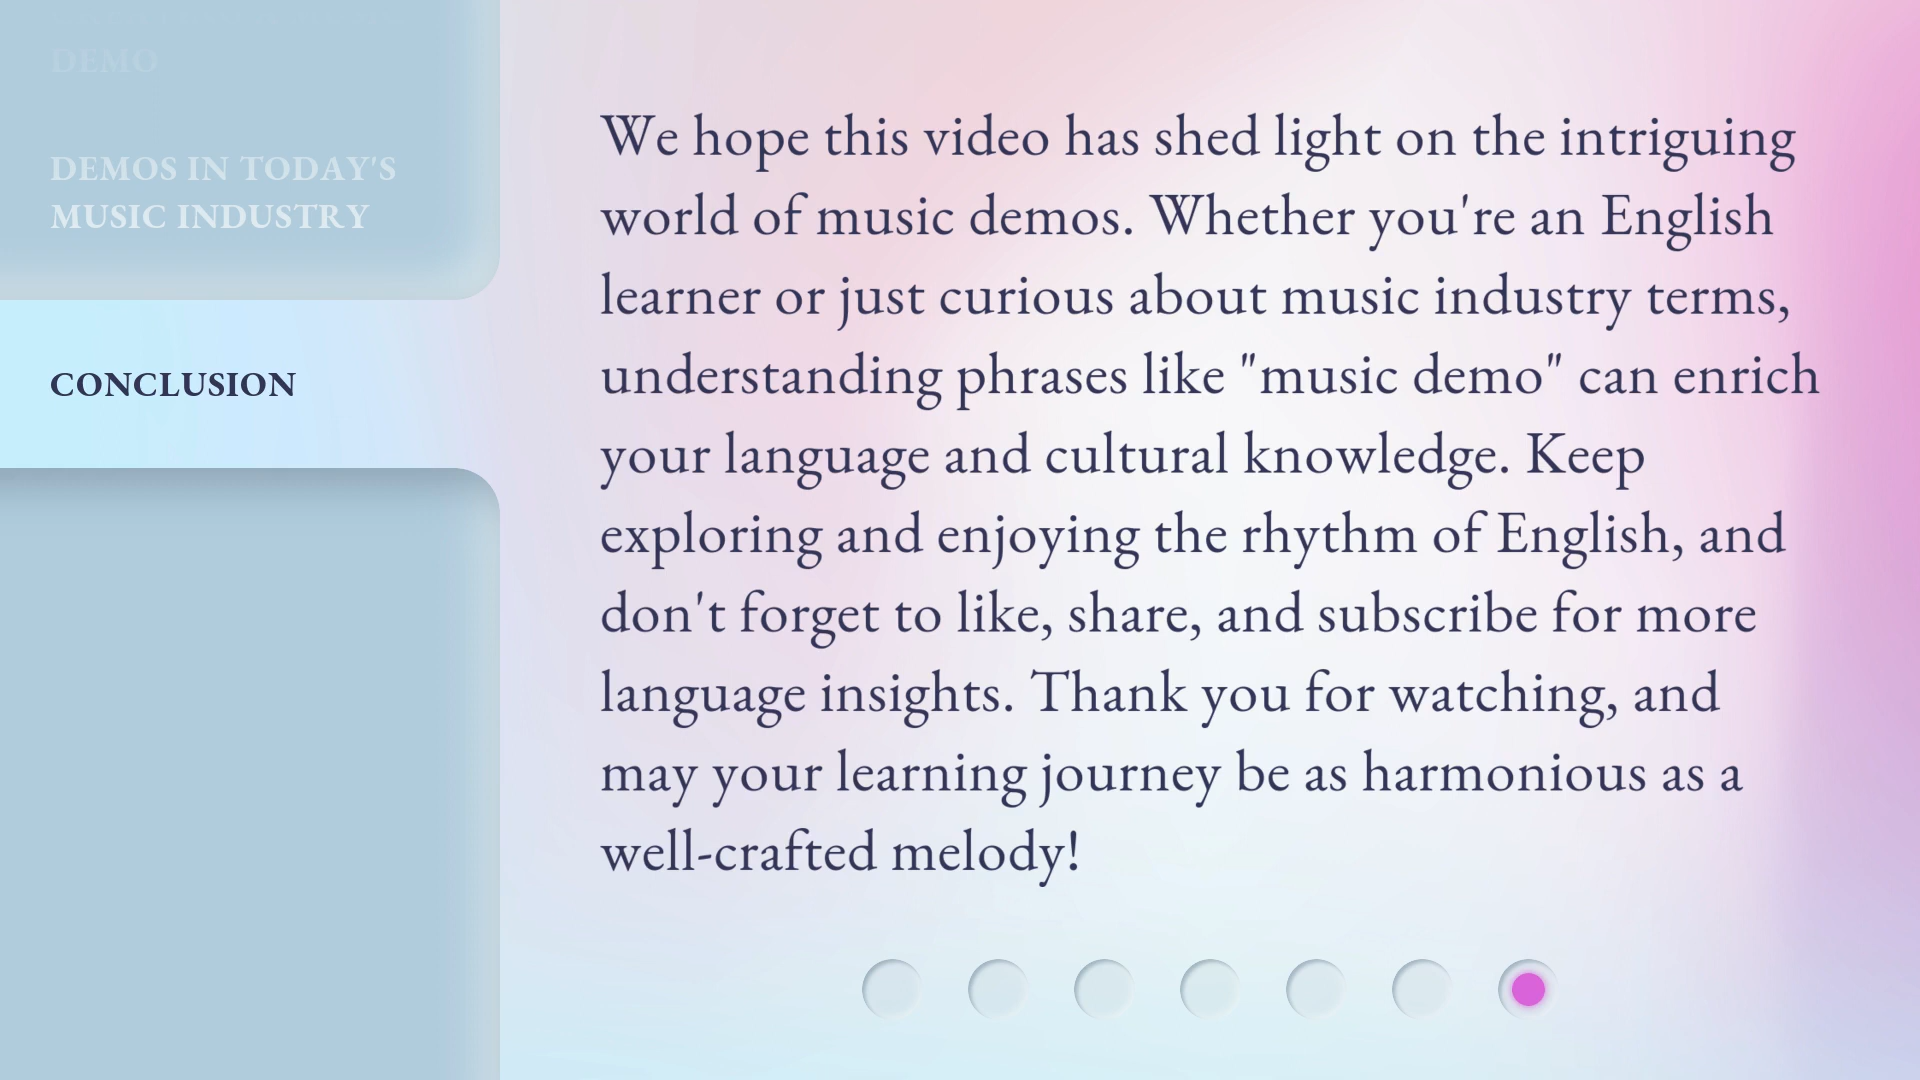 DEMO
DEMOS IN TODAY'S
MUSIC INDUSTRY
CONCLUSION
We hope this video has shed light on the intriguing
world of music demos. Whether you're an English
learner or just curious about music industry terms,
understanding phrases like "music demo" can enrich
your language and cultural knowledge. Keep
exploring and enjoying the rhythm of English, and
don't forget to like, share, and subscribe for more
language insights. Thank you for watching, and
may your learning journey be as harmonious as a
well-crafted melody!